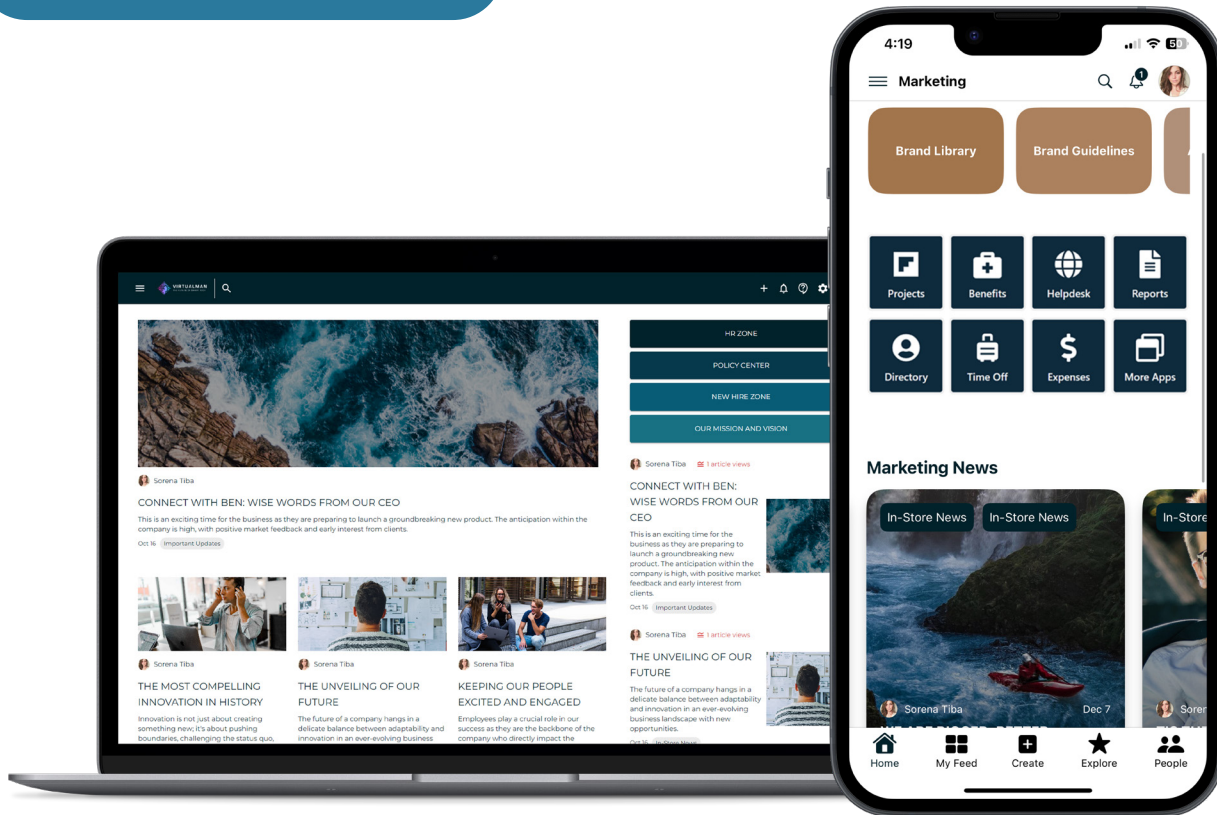 VIRTUALMAN
HR ZONE
POLICY CENTER
NEW HIRE ZONE
OUR MISSION AND VISION
Sorena Tiba
CONNECT WITH BEN: WISE WORDS FROM OUR CEO
This is an exciting time for the business as they are preparing to launch a groundbreaking new product. The anticipation within the
company is high, with positive market feedback and early interest from clients.
Oct 16 Important Updates
Sorena Tiba
THE MOST COMPELLING
INNOVATION IN HISTORY
Innovation is not just about creating
something new; it's about pushing
boundaries, challenging the status quo,
Sorena Tiba
THE UNVEILING OF OUR
FUTURE
The future of a company hangs in a
delicate balance between adaptability and
innovation in an ever-evolving business
Sorena Tiba
KEEPING OUR PEOPLE
EXCITED AND ENGAGED
Employees play a crucial role in our
success as they are the backbone of the
company who directly impact the
Sorena Tiba 1 article views
CONNECT WITH BEN:
WISE WORDS FROM OUR
CEO
This is an exciting time for the
business as they are preparing to
launch a groundbreaking new
product. The anticipation within the
company is high, with positive market
feedback and early interest from
clients.
Oct 16 Important Updates
Sorena Tiba 1 article views
THE UNVEILING OF OUR
FUTURE
The future of a company hangs in a
delicate balance between adaptability
and innovation in an ever-evolving
business landscape with new
opportunities.
Oct 16 In-Store News
4:19 50
Marketing 1
Brand Library Brand Guidelines
Projects Benefits Helpdesk Reports
Directory Time Off Expenses More Apps
Marketing News
In-Store News In-Store News In-Store
Sorena Tiba Dec 7 Soren
Home My Feed Create Explore People